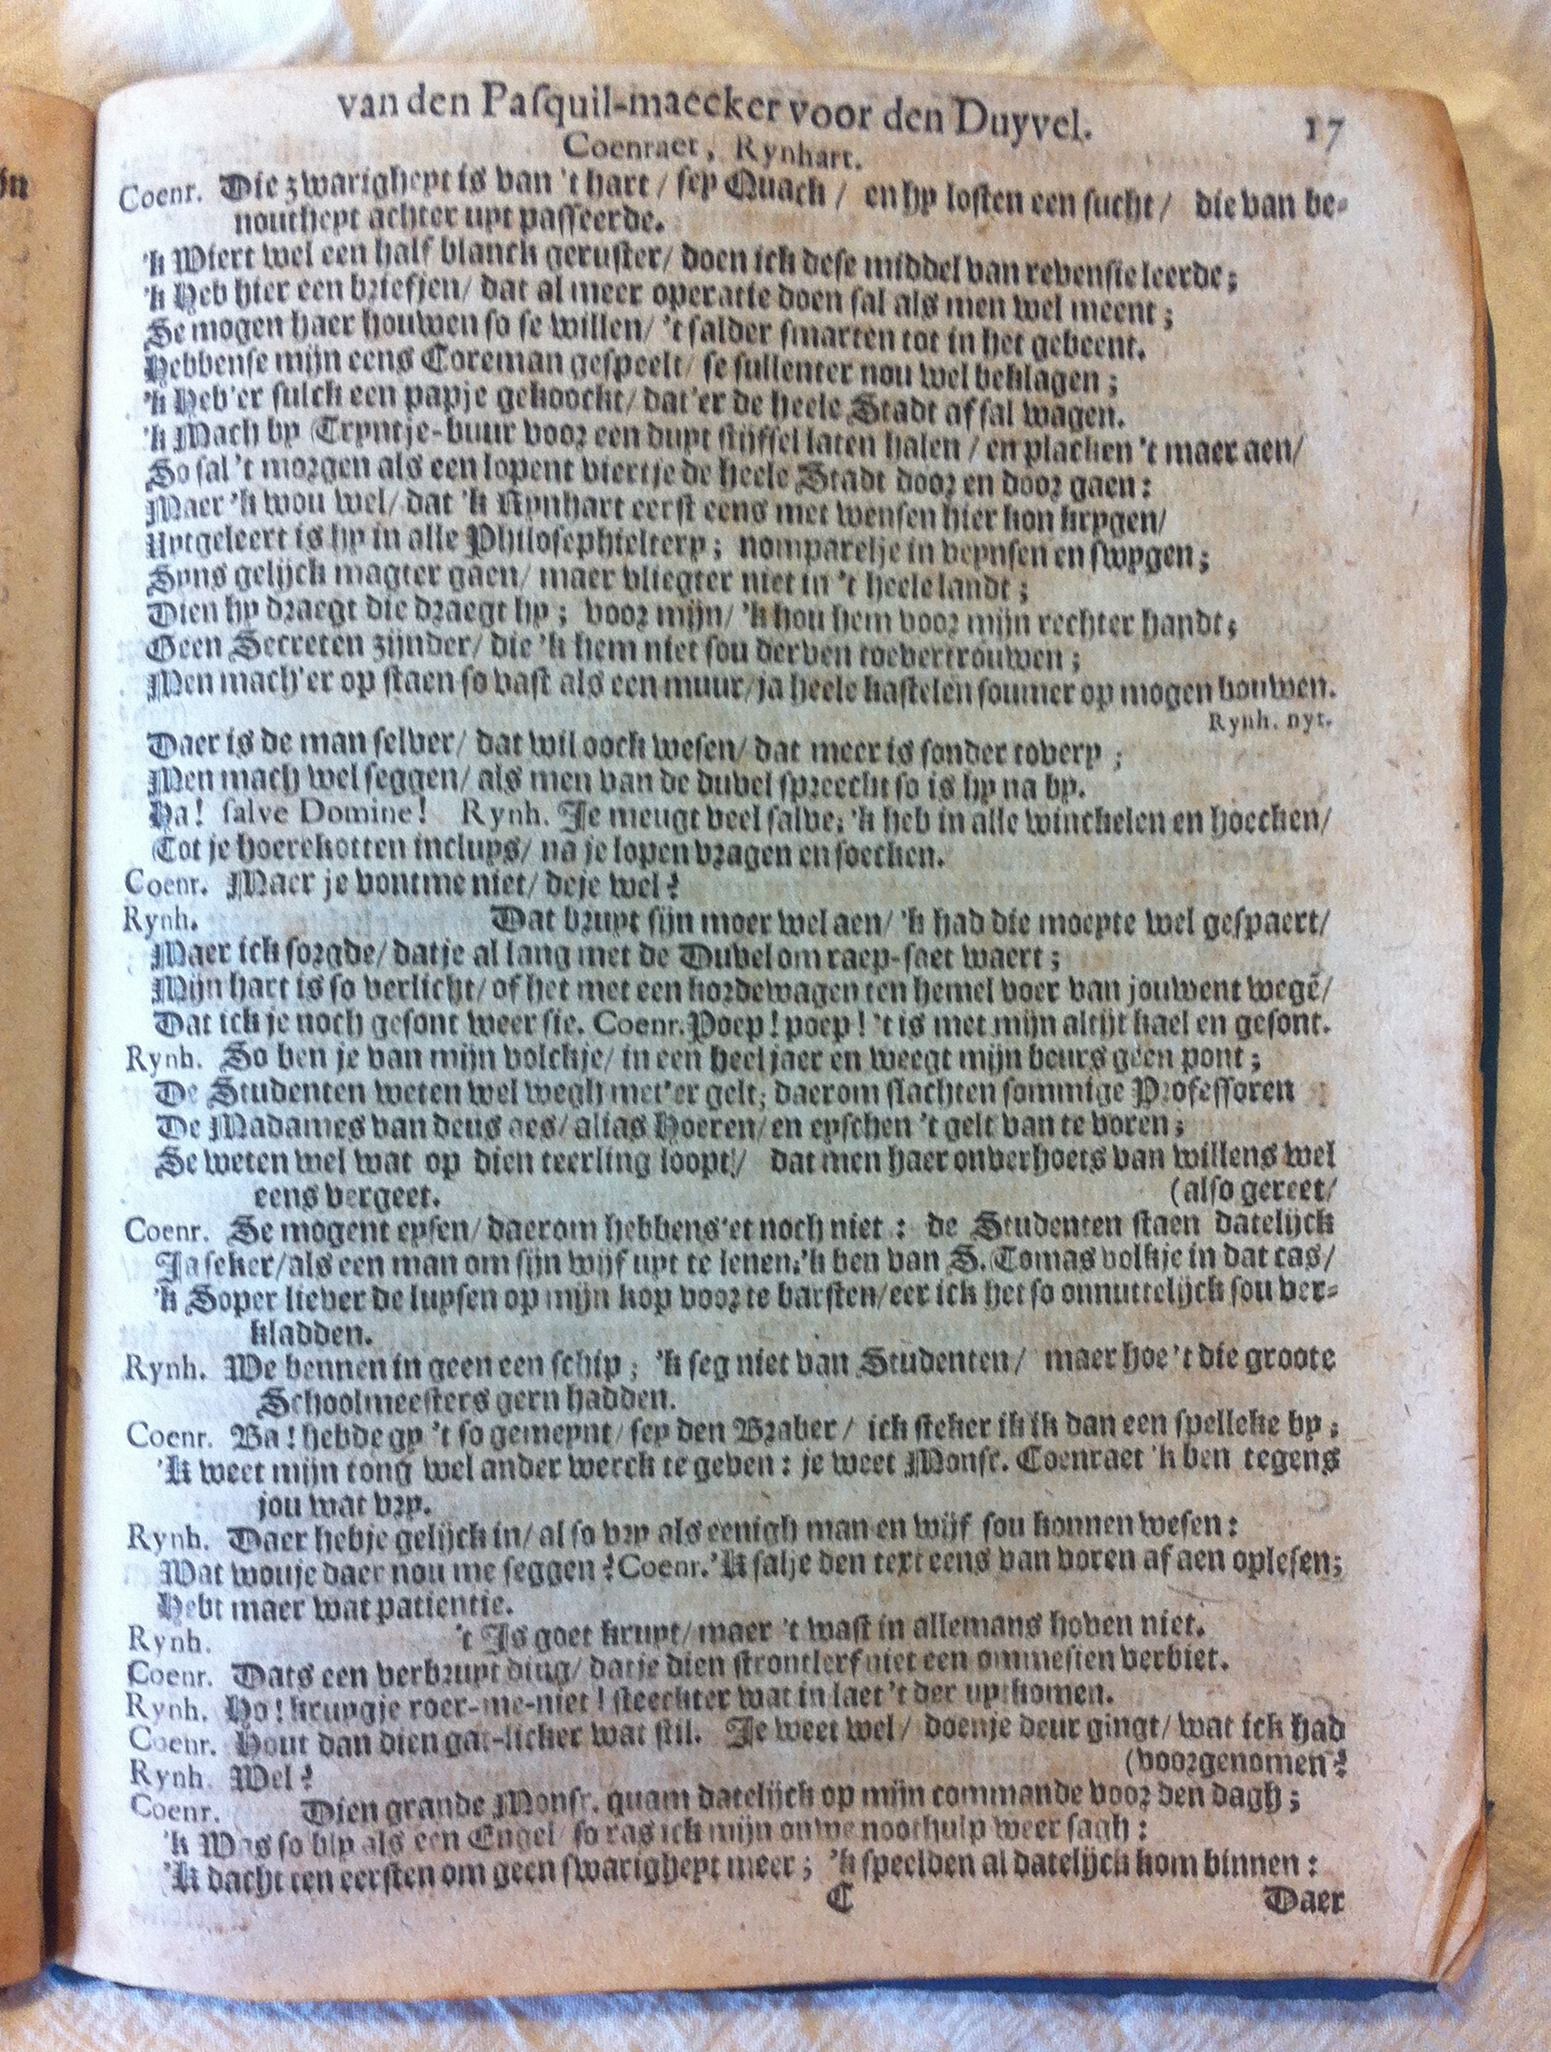 van den Pasquil-maecker voor den Duyvel. 17
Coenraet, Rynhart.
Coenr. Die zwarigheyt is van 't hart / sey Quack / en hy losten een sucht / die van be-
noutheyt achter uyt passeerde.
'k Wiert wel een half blanck geruster / doen ick dese middel van revensie leerde;
'k Heb hier een briefjen / dat al meer operatie doen sal als men wel meent;
Se mogen haer houwen so se willen / 't salder smarten tot in het gebeent.
Hebbense mijn eens Coreman gespeelt / se sullenter nou wel beklagen;
'k Heb'er sulck een papje gekoockt / dat'er de heele Stadt af sal wagen.
'k Mach by Tryntje-buur voor een duyt stijffel laten halen / en placken 't maer aen /
So sal 't morgen als een lopent viertje de heele Stadt door en door gaen:
Maer 'k wou wel / dat 'k Rynhart eerst eens met wensen hier kon krygen /
Uytgeleert is hy in alle Philosephieltery; nomparelje in veynsen en swygen;
Syns gelijck magter gaen / maer vliegter niet in 't heele landt;
Dien hy draegt die draegt hy; voor mijn / 'k hou hem voor mijn rechter handt;
Geen Secreten zijnder / die 'k hem niet sou derven toevertrouwen;
Men mach'er op staen so vast als een muur / ja heele kastelen soumer op mogen bouwen.
Rynh. uyt.
Daer is de man selver / dat wil oock wesen / dat meer is sonder tovery;
Men mach wel seggen / als men van de duvel spreeckt so is hy na by.
Ha! salve Domine! Rynh. Je meugt veel salve; 'k heb in alle winckelen en hoecken /
Tot je hoerekotten incluys / na je lopen vragen en soecken.
Coenr. Maer je vontme niet / deje wel?
Rynh. Dat bruyt sijn moer wel aen / 'k had die moeyte wel gespaert /
Maer ick sorgde / datje al lang met de Duvel om raep-saet waert;
Mijn hart is so verlicht / of het met een kordewagen ten hemel voer van jouwent wegẽ /
Dat ick je noch gesont weer sie. Coenr. Poep! poep! 't is met mijn altijt kael en gesont.
Rynh. So ben je van mijn volckje / in een heel jaer en weegt mijn beurs geen pont;
De Studenten weten wel wegh met'er gelt; daerom slachten sommige Professoren
De Madames van deus aes / alias Hoeren / en eyschen 't gelt van te voren;
Se weten wel wat op dien teerling loopt / dat men haer onverhoets van willens wel
eens vergeet. (also gereet /
Coenr. Se mogent eysen / daerom hebbens'et noch niet: de Studenten staen datelijck
Ja seker / als een man om sijn wijf uyt te lenen; 'k ben van S. Tomas volkje in dat cas /
'k Soper liever de luysen op mijn kop voor te barsten / eer ick het so onnuttelijck sou ver-
kladden.
Rynh. We bennen in geen een schip; 'k seg niet van Studenten / maer hoe 't die groote
Schoolmeesters gern hadden.
Coenr. Ba! hebde gy 't so gemeynt / sey den Braber / ick steker ik ik dan een spelleke by;
'K weet mijn tong wel ander werck te geven: je weet Monsr. Coenraet 'k ben tegens
jou wat vry.
Rynh. Daer hebje gelijck in / al so vry als eenigh man en wijf sou konnen wesen:
Wat wouje daer nou me seggen? Coenr. 'K salje den text eens van voren af aen oplesen;
Hebt maer wat patientie.
Rynh. 't Is goet kruyt / maer 't wast in allemans hoven niet.
Coenr. Dats een verbruyt ding / datje dien strontlerf niet een ommesien verbiet.
Rynh. Ho! kruygje roer-me-niet! steeckter wat in laet 't der uytkomen.
Coenr. Hout dan dien gat-licker wat stil. Je weet wel / doenje deur gingt / wat ick had
(voorgenomen?
Rynh. Wel?
Coenr. Dien grande Monsr. quam datelijck op mijn commande voor den dagh;
'k Was so bly als een Engel / so ras ick mijn ouwe noothulp weer sagh:
'K dacht ten eersten om geen swarigheyt meer; 'k speelden al datelijck kom binnen:
C Daer